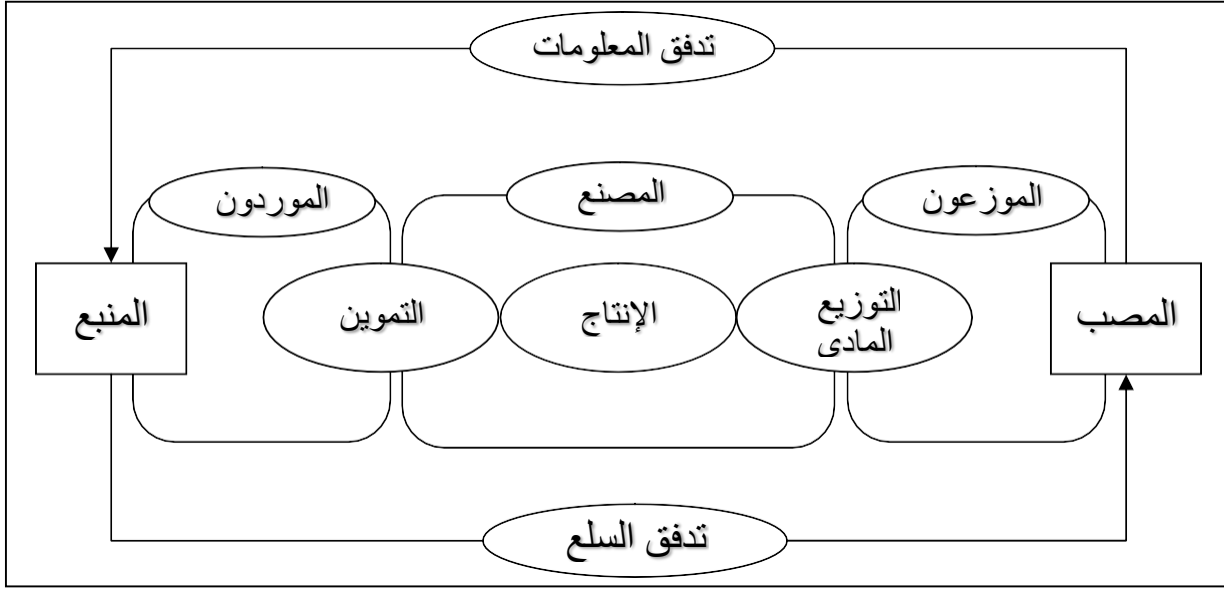 تدفق المعلومات
الموزعون
المصنع
الموردون
المصب
التوزيع
المادى
الإنتاج
التموين
المنبع
تدفق السلع